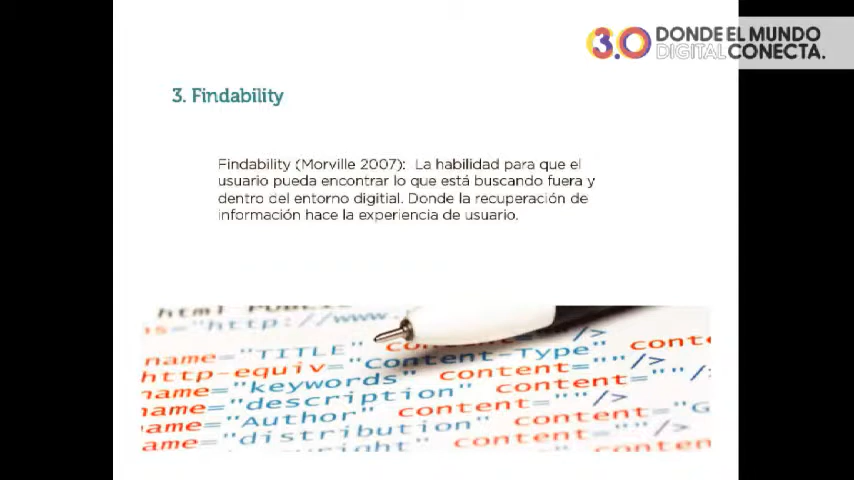 3.0 DONDE EL MUNDO
DIGITAL CONECTA.
3. Findability
Findability (Morville 2007): La habilidad para que el
usuario pueda encontrar lo que está buscando fuera y
dentro del entorno digitial. Donde la recuperación de
información hace la experiencia de usuario.
html PUBLIC
="http://www.
name="TITLE" />
http-equiv="Content-Type" cont
name="keywords" content="" />
name="description" content=""/>
name="Author" content="" />
name="distribution" content="G
content="